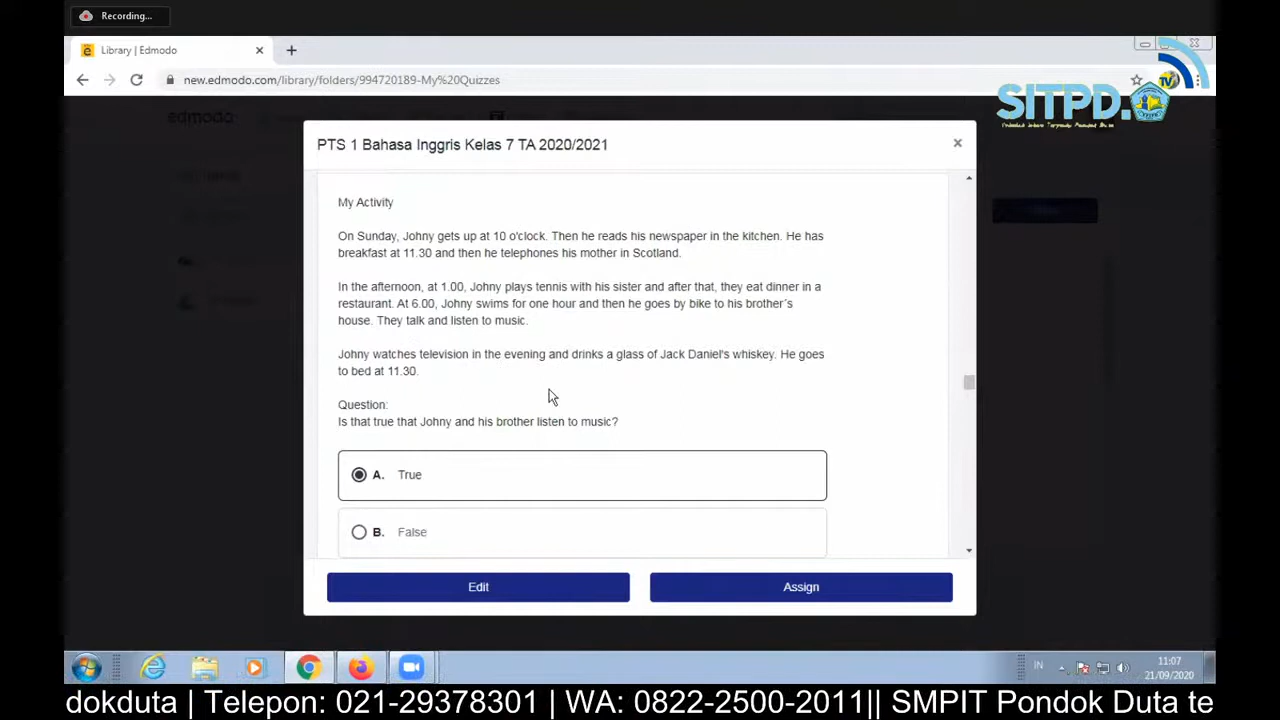 Recording...
Library | Edmodo
new.edmodo.com/library/folders/994720189-My%20Quizzes
SITPD.
TV
edmodo
PTS 1 Bahasa Inggris Kelas 7 TA 2020/2021
My Activity
On Sunday, Johny gets up at 10 o'clock. Then he reads his newspaper in the kitchen. He has
breakfast at 11.30 and then he telephones his mother in Scotland.
In the afternoon, at 1.00, Johny plays tennis with his sister and after that, they eat dinner in a
restaurant. At 6.00, Johny swims for one hour and then he goes by bike to his brother´s
house. They talk and listen to music.
Johny watches television in the evening and drinks a glass of Jack Daniel's whiskey. He goes
to bed at 11.30.
Question:
Is that true that Johny and his brother listen to music?
A. True
B. False
Edit Assign
IN
11:07
21/09/2020
dokduta | Telepon: 021-29378301 | WA: 0822-2500-2011|| SMPIT Pondok Duta te